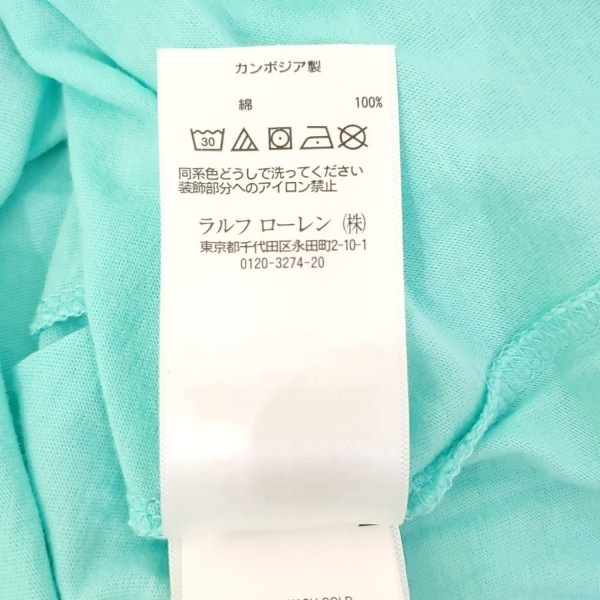 カンボジア製
綿 100%
30
同系色どうしで洗ってください
装飾部分へのアイロン禁止
ラルフ ローレン (株)
東京都千代田区永田町2-10-1
0120-3274-20
WASH COLD